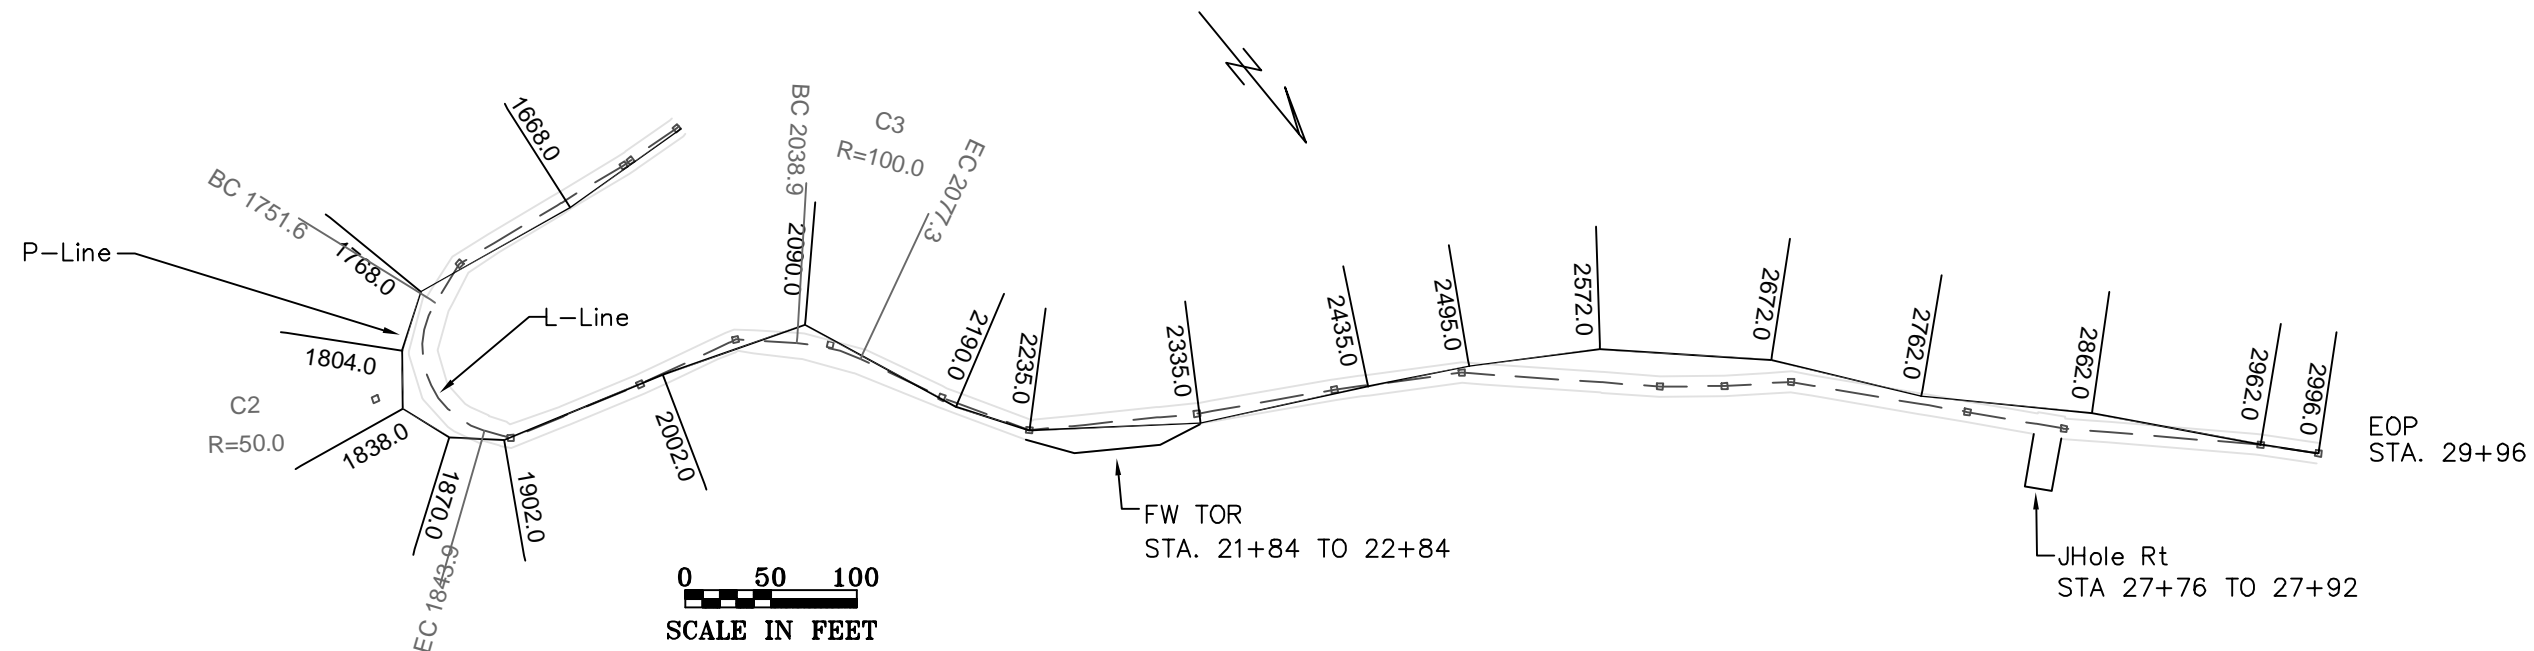 1668.0
BC 1751.6
1768.0
P-Line
1804.0
C2
R=50.0
1838.0
1870.0
EC 1843.9
1902.0
L-Line
2002.0
BC 2038.9
C3
R=100.0
EC 2077.3
2090.0
2190.0
2235.0
2335.0
2435.0
2495.0
2572.0
2672.0
2762.0
2862.0
2962.0
2996.0
EOP
STA. 29+96
FW TOR
STA. 21+84 TO 22+84
JHole Rt
STA 27+76 TO 27+92
0 50 100
SCALE IN FEET